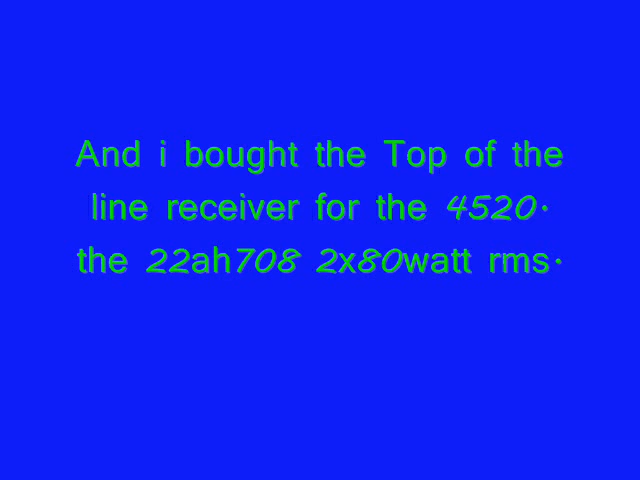 And i bought the Top of the
line receiver for the 4520.
the 22ah708 2x80watt rms.